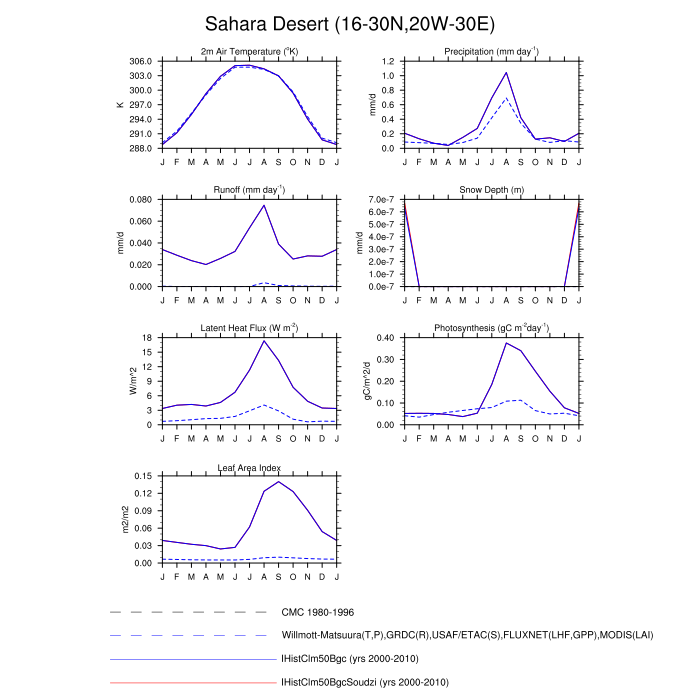 Sahara Desert (16-30N,20W-30E)
2m Air Temperature (°K)
K
306.0
303.0
300.0
297.0
294.0
291.0
288.0
J F M A M J J A S O N D J
Precipitation (mm day⁻¹)
mm/d
1.2
1.0
0.8
0.6
0.4
0.2
0.0
J F M A M J J A S O N D J
Runoff (mm day⁻¹)
mm/d
0.080
0.060
0.040
0.020
0.000
J F M A M J J A S O N D J
Snow Depth (m)
mm/d
7.0e-7
6.0e-7
5.0e-7
4.0e-7
3.0e-7
2.0e-7
1.0e-7
0.0e-7
J F M A M J J A S O N D J
Latent Heat Flux (W m⁻²)
W/m^2
18
15
12
9
6
3
0
J F M A M J J A S O N D J
Photosynthesis (gC m⁻²day⁻¹)
gC/m^2/d
0.40
0.30
0.20
0.10
0.00
J F M A M J J A S O N D J
Leaf Area Index
m2/m2
0.15
0.12
0.09
0.06
0.03
0.00
J F M A M J J A S O N D J
CMC 1980-1996
Willmott-Matsuura(T,P),GRDC(R),USAF/ETAC(S),FLUXNET(LHF,GPP),MODIS(LAI)
IHistClm50Bgc (yrs 2000-2010)
IHistClm50BgcSoudzi (yrs 2000-2010)